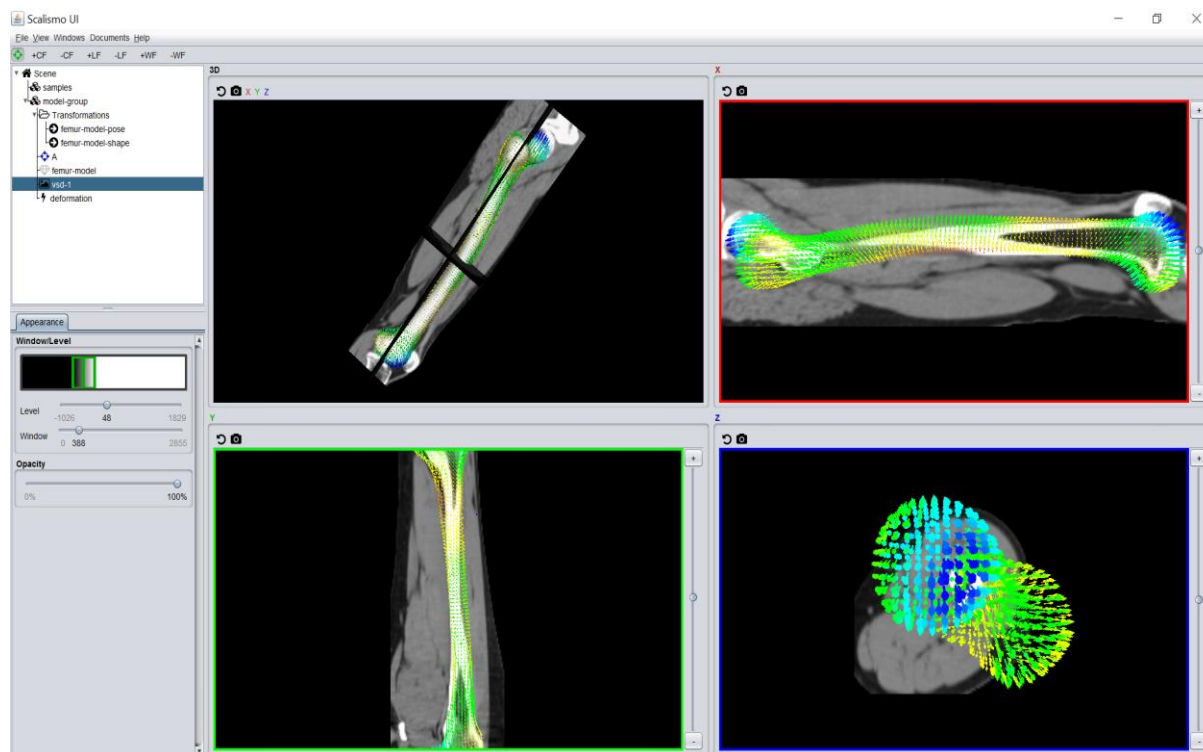 Scalismo UI
File View Windows Documents Help
+CF -CF +LF -LF +WF -WF
Scene
samples
model-group
Transformations
femur-model-pose
femur-model-shape
A
femur-model
vsd-1
deformation
Appearance
Window/Level
Level
-1026 48 1829
Window
0 388 2855
Opacity
0% 100%
3D
X Y Z
X
+
-
Y
+
-
Z
+
-